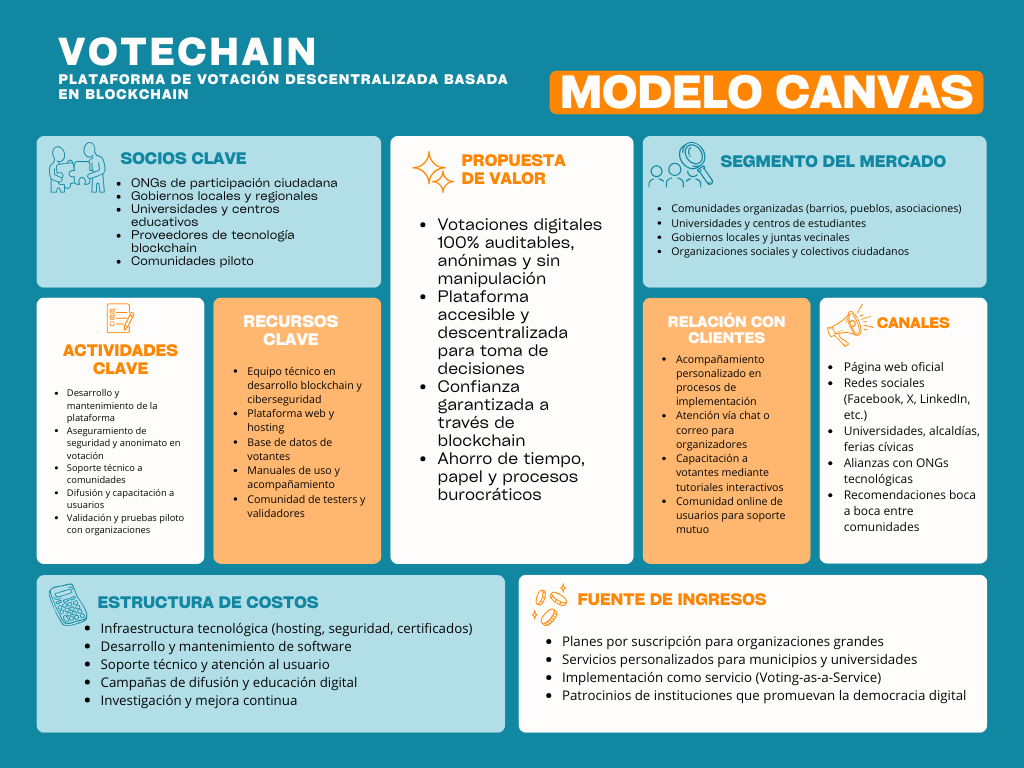 VOTECHAIN
PLATAFORMA DE VOTACIÓN DESCENTRALIZADA BASADA
EN BLOCKCHAIN
MODELO CANVAS
SOCIOS CLAVE
• ONGs de participación ciudadana
• Gobiernos locales y regionales
• Universidades y centros
educativos
• Proveedores de tecnología
blockchain
• Comunidades piloto
PROPUESTA
DE VALOR
• Votaciones digitales
100% auditables,
anónimas y sin
manipulación
• Plataforma
accesible y
descentralizada
para toma de
decisiones
• Confianza
garantizada a
través de
blockchain
• Ahorro de tiempo,
papel y procesos
burocráticos
SEGMENTO DEL MERCADO
• Comunidades organizadas (barrios, pueblos, asociaciones)
• Universidades y centros de estudiantes
• Gobiernos locales y juntas vecinales
• Organizaciones sociales y colectivos ciudadanos
ACTIVIDADES
CLAVE
• Desarrollo y
mantenimiento de la
plataforma
• Aseguramiento de
seguridad y anonimato en
votación
• Soporte técnico a
comunidades
• Difusión y capacitación a
usuarios
• Validación y pruebas piloto
con organizaciones
RECURSOS
CLAVE
• Equipo técnico en
desarrollo blockchain y
ciberseguridad
• Plataforma web y
hosting
• Base de datos de
votantes
• Manuales de uso y
acompañamiento
• Comunidad de testers y
validadores
RELACIÓN CON
CLIENTES
• Acompañamiento
personalizado en
procesos de
implementación
• Atención vía chat o
correo para
organizadores
• Capacitación a
votantes mediante
tutoriales interactivos
• Comunidad online de
usuarios para soporte
mutuo
CANALES
• Página web oficial
• Redes sociales
(Facebook, X, LinkedIn,
etc.)
• Universidades, alcaldías,
ferias cívicas
• Alianzas con ONGs
tecnológicas
• Recomendaciones boca
a boca entre
comunidades
ESTRUCTURA DE COSTOS
• Infraestructura tecnológica (hosting, seguridad, certificados)
• Desarrollo y mantenimiento de software
• Soporte técnico y atención al usuario
• Campañas de difusión y educación digital
• Investigación y mejora continua
FUENTE DE INGRESOS
• Planes por suscripción para organizaciones grandes
• Servicios personalizados para municipios y universidades
• Implementación como servicio (Voting-as-a-Service)
• Patrocinios de instituciones que promuevan la democracia digital